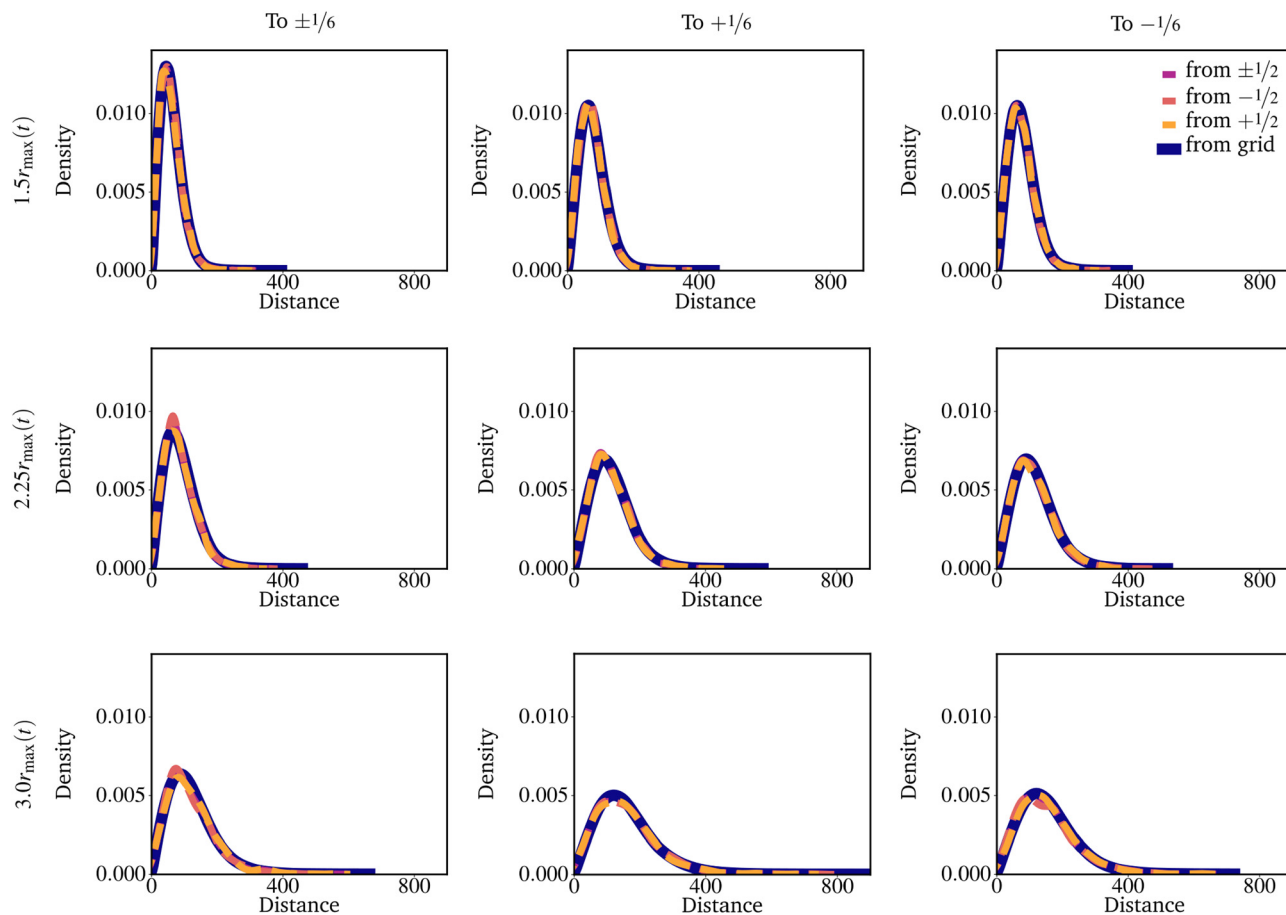 To ±1/6
To +1/6
To −1/6
1.5r_max(t)
Density
0.010
0.005
0.000
0
400
800
Distance
Density
0.010
0.005
0.000
0
400
800
Distance
Density
0.010
0.005
0.000
0
400
800
Distance
from ±1/2
from −1/2
from +1/2
from grid
2.25r_max(t)
Density
0.010
0.005
0.000
0
400
800
Distance
Density
0.010
0.005
0.000
0
400
800
Distance
Density
0.010
0.005
0.000
0
400
800
Distance
3.0r_max(t)
Density
0.010
0.005
0.000
0
400
800
Distance
Density
0.010
0.005
0.000
0
400
800
Distance
Density
0.010
0.005
0.000
0
400
800
Distance